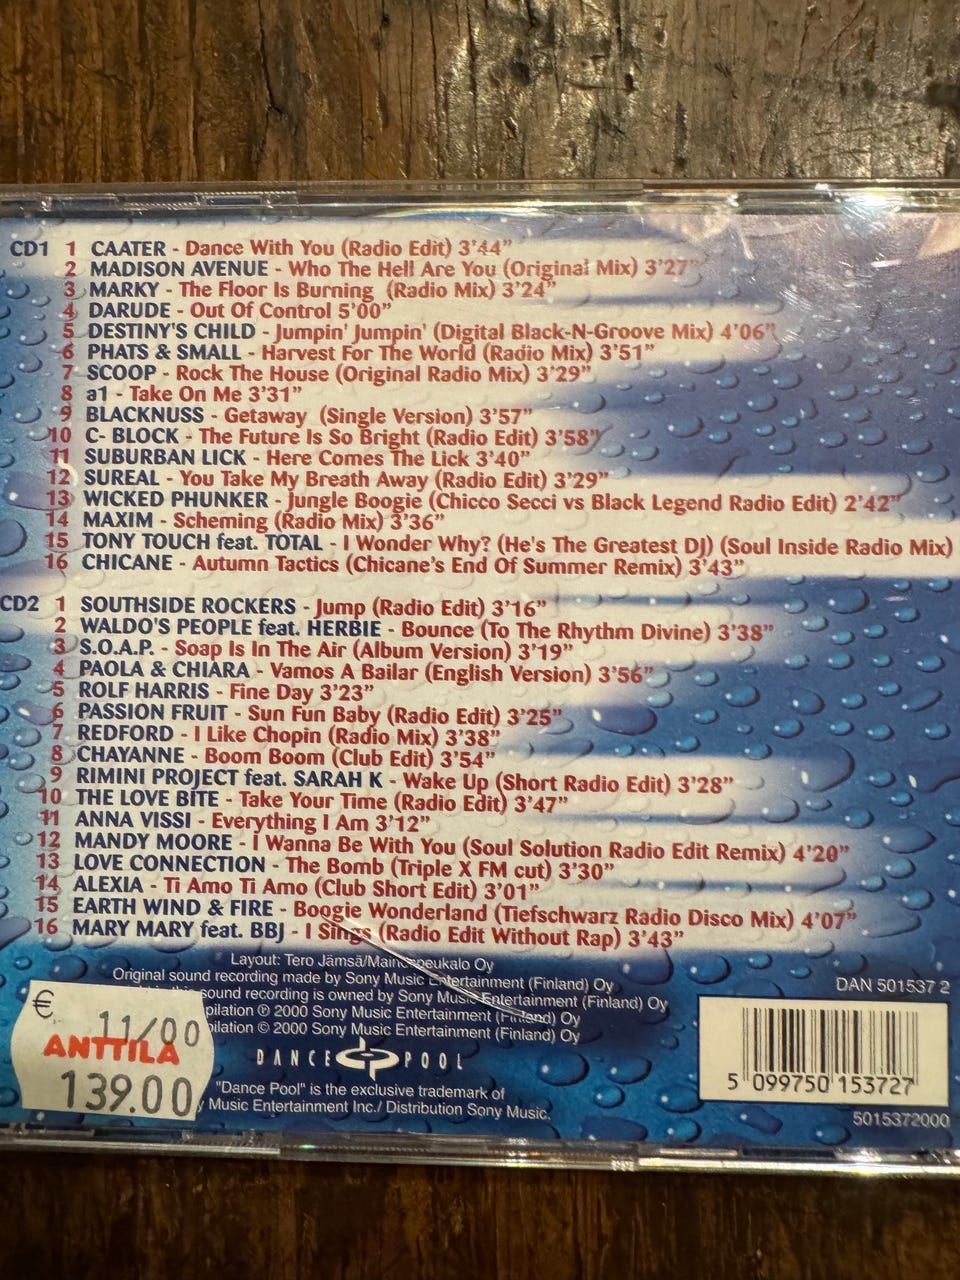 CD1 1 CAATER - Dance With You (Radio Edit) 3'44"
2 MADISON AVENUE - Who The Hell Are You (Original Mix) 3'27"
3 MARKY - The Floor Is Burning (Radio Mix) 3'24"
4 DARUDE - Out Of Control 5'00"
5 DESTINY'S CHILD - Jumpin' Jumpin' (Digital Black-N-Groove Mix) 4'06"
6 PHATS & SMALL - Harvest For The World (Radio Mix) 3'51"
7 SCOOP - Rock The House (Original Radio Mix) 3'29"
8 a1 - Take On Me 3'31"
9 BLACKNUSS - Getaway (Single Version) 3'57"
10 C- BLOCK - The Future Is So Bright (Radio Edit) 3'58"
11 SUBURBAN LICK - Here Comes The Lick 3'40"
12 SUREAL - You Take My Breath Away (Radio Edit) 3'29"
13 WICKED PHUNKER - Jungle Boogie (Chicco Secci vs Black Legend Radio Edit) 2'42"
14 MAXIM - Scheming (Radio Mix) 3'36"
15 TONY TOUCH feat. TOTAL - I Wonder Why? (He's The Greatest DJ) (Soul Inside Radio Mix)
16 CHICANE - Autumn Tactics (Chicane's End Of Summer Remix) 3'43"
CD2 1 SOUTHSIDE ROCKERS - Jump (Radio Edit) 3'16"
2 WALDO'S PEOPLE feat. HERBIE - Bounce (To The Rhythm Divine) 3'38"
3 S.O.A.P. - Soap Is In The Air (Album Version) 3'19"
4 PAOLA & CHIARA - Vamos A Bailar (English Version) 3'56"
5 ROLF HARRIS - Fine Day 3'23"
6 PASSION FRUIT - Sun Fun Baby (Radio Edit) 3'25"
7 REDFORD - I Like Chopin (Radio Mix) 3'38"
8 CHAYANNE - Boom Boom (Club Edit) 3'54"
9 RIMINI PROJECT feat. SARAH K - Wake Up (Short Radio Edit) 3'28"
10 THE LOVE BITE - Take Your Time (Radio Edit) 3'47"
11 ANNA VISSI - Everything I Am 3'12"
12 MANDY MOORE - I Wanna Be With You (Soul Solution Radio Edit Remix) 4'20"
13 LOVE CONNECTION - The Bomb (Triple X FM cut) 3'30"
14 ALEXIA - Ti Amo Ti Amo (Club Short Edit) 3'01"
15 EARTH WIND & FIRE - Boogie Wonderland (Tiefschwarz Radio Disco Mix) 4'07"
16 MARY MARY feat. BBJ - I Sings (Radio Edit Without Rap) 3'43"
Layout: Tero Jämsä/ Oy
Original sound recording made by Sony Music Entertainment (Finland) Oy
sound recording is owned by Sony Music Entertainment (Finland) Oy
pilation ℗ 2000 Sony Music Entertainment (Finland) Oy
pilation © 2000 Sony Music Entertainment (Finland) Oy
DANCE POOL
"Dance Pool" is the exclusive trademark of
y Music Entertainment Inc./ Distribution Sony Music.
€
11/00
ANTTILA
139.00
DAN 501537 2
5 099750 153727
5015372000